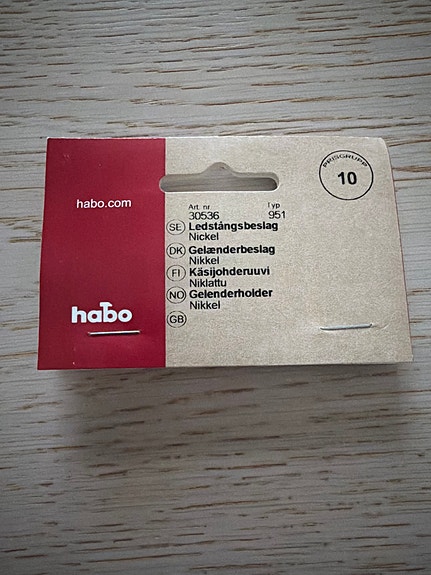 PRISGRUPP
10
habo.com
Art. nr. Typ
30536 951
SE Ledstångsbeslag
Nickel
DK Gelænderbeslag
Nikkel
FI Käsijohderuuvi
Niklattu
NO Gelenderholder
Nikkel
GB
habo